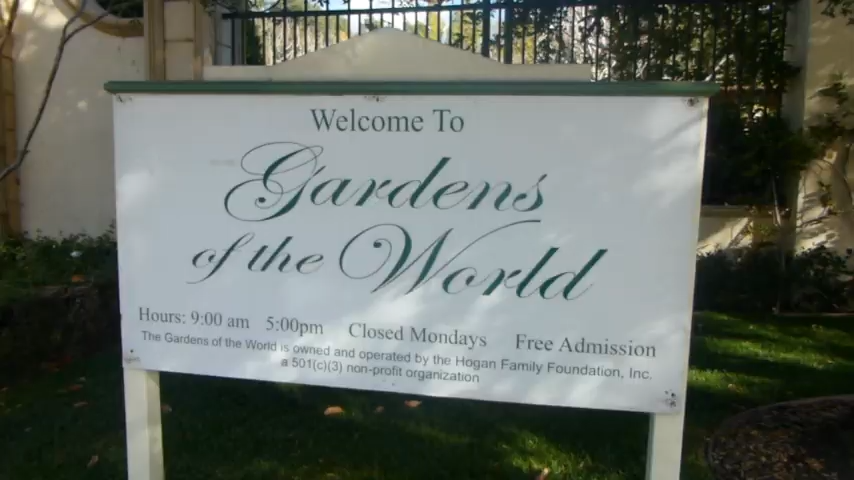 Welcome To
Gardens
of the World
Hours: 9:00 am 5:00pm Closed Mondays Free Admission
The Gardens of the World is owned and operated by the Hogan Family Foundation, Inc.
a 501(c)(3) non-profit organization